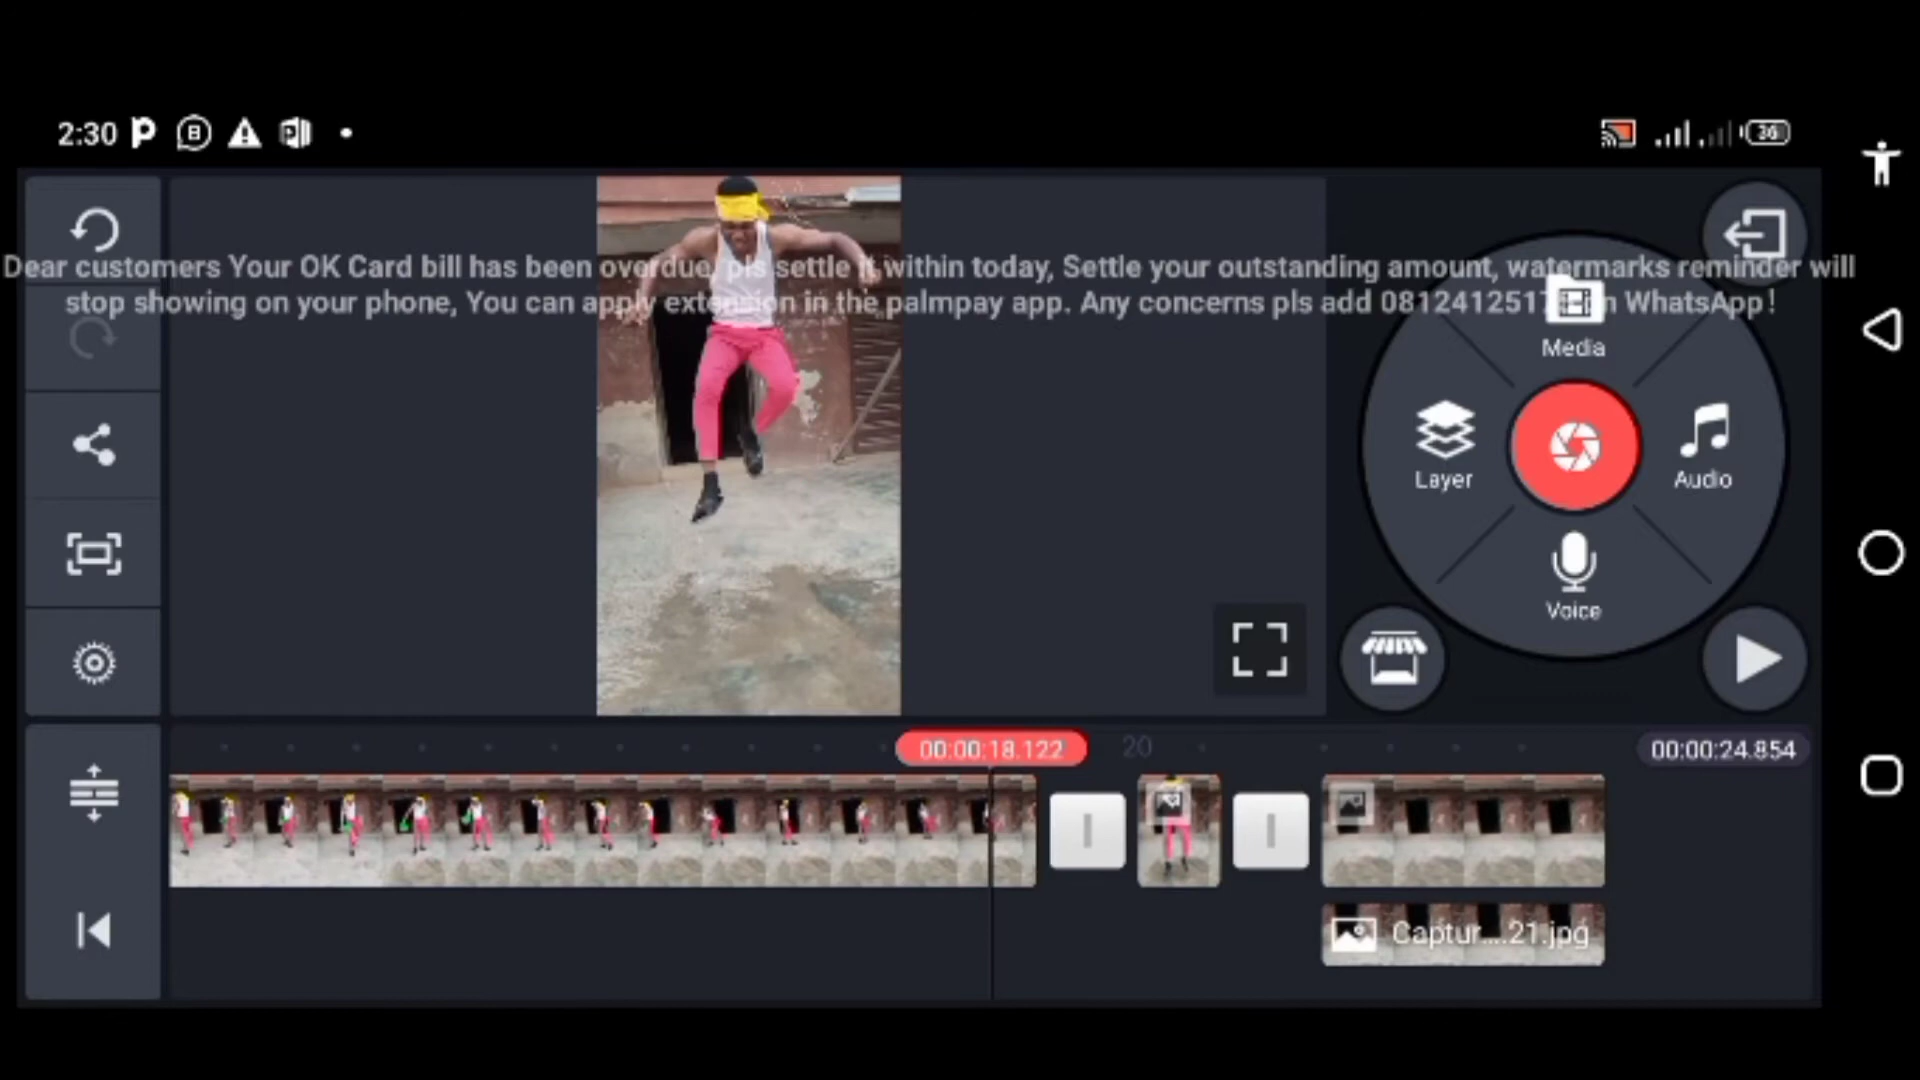 2:30
36
Dear customers Your OK Card bill has been overdue, pls settle it within today, Settle your outstanding amount, watermarks reminder will
stop showing on your phone, You can apply extension in the palmpay app. Any concerns pls add WhatsApp!
Media
Layer
Audio
Voice
00:00:18.122
20
00:00:24.854
Captur....21.jpg